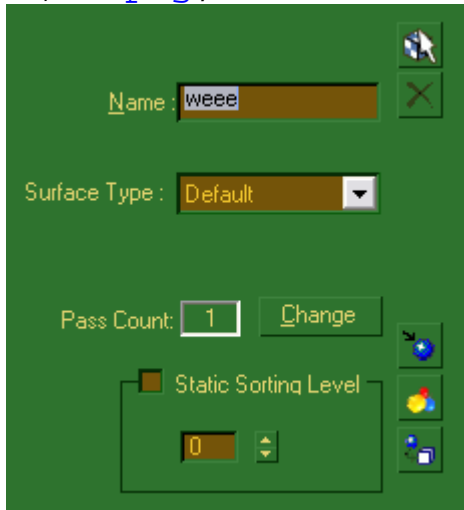 Name : weee
Surface Type : Default
Pass Count: 1 Change
Static Sorting Level
0